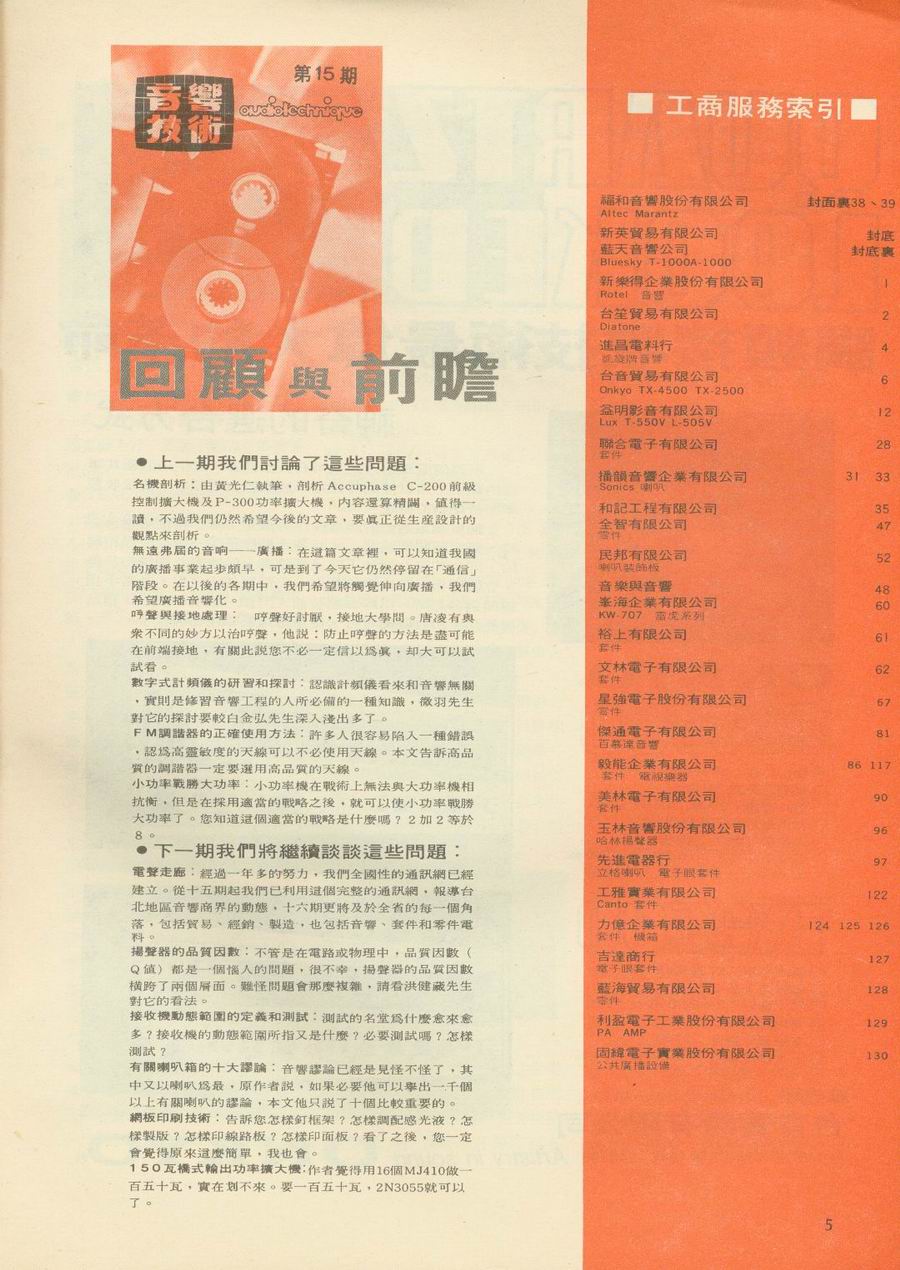 第15期
音響
技術
audiotechnique
回顧與前瞻
●上一期我們討論了這些問題：
名機剖析：由黃光仁執筆，剖析Accuphase C-200前級
控制擴大機及P-300功率擴大機，內容還算精闢，値得一
讀，不過我們仍然希望今後的文章，要眞正從生産設計的
觀點來剖析。
無遠弗屆的音响——廣播：在這篇文章裡，可以知道我國
的廣播事業起步頗早，可是到了今天它仍然停留在「通信」
階段。在以後的各期中，我們希望將觸覺伸向廣播，我們
希望廣播音響化。
哼聲與接地處理： 哼聲好討厭，接地大學問。唐凌有與
衆不同的妙方以治哼聲，他説：防止哼聲的方法是盡可能
在前端接地，有關此説您不必一定信以爲眞，却大可以試
試看。
數字式計頻儀的研習和探討：認識計頻儀看來和音響無關
，實則是修習音響工程的人所必備的一種知識，微羽先生
對它的探討要較白金弘先生深入淺出多了。
FM調諧器的正確使用方法：許多人很容易陷入一種錯誤
，認爲高靈敏度的天線可以不必使用天線。本文告訴高品
質的調諧器一定要選用高品質的天線。
小功率戰勝大功率：小功率機在戰術上無法與大功率機相
抗衡，但是在採用適當的戰略之後，就可以使小功率戰勝
大功率了。您知道這個適當的戰略是什麼嗎？2加2等於
8。
●下一期我們將繼續談談這些問題：
電聲走廊：經過一年多的努力，我們全國性的通訊網已經
建立。從十五期起我們已利用這個完整的通訊網，報導台
北地區音響商界的動態，十六期更將及於全省的每一個角
落，包括貿易、經銷、製造，也包括音響、套件和零件電
料。
揚聲器的品質因數：不管是在電路或物理中，品質因數（
Q値）都是一個惱人的問題，很不幸，揚聲器的品質因數
橫跨了兩個層面。難怪問題會那麼複雜，請看洪健藏先生
對它的看法。
接收機動態範圍的定義和測試：測試的名堂爲什麼愈來愈
多？接收機的動態範圍所指又是什麼？必要測試嗎？怎樣
測試？
有關喇叭箱的十大謬論：音響謬論已經是見怪不怪了，其
中又以喇叭爲最，原作者説，如果必要他可以舉出一千個
以上有關喇叭的謬論，本文他只説了十個比較重要的。
網板印刷技術：告訴您怎樣釘框架？怎樣調配感光液？怎
樣製版？怎樣印線路板？怎樣印面板？看了之後，您一定
會覺得原來這麼簡單，我也會。
150瓦橋式輸出功率擴大機：作者覺得用16個MJ410做一
百五十瓦，實在划不來。要一百五十瓦，2N3055就可以
了。
■工商服務索引■
福和音響股份有限公司 封面裏38、39
Altec Marantz
新英貿易有限公司 封底
藍天音響公司 封底裏
Bluesky T-1000A-1000
新樂得企業股份有限公司 1
Rotel 音響
台笙貿易有限公司 2
Diatone
進昌電料行 4
凱旋牌音響
台音貿易有限公司 6
Onkyo TX-4500 TX-2500
益明影音有限公司 12
Lux T-550V L-505V
聯合電子有限公司 28
套件
播韻音響企業有限公司 31 33
Sonics 喇叭
和記工程有限公司 35
全智有限公司 47
零件
民邦有限公司 52
喇叭裝飾板
音樂與音響 48
峯海企業有限公司 60
KW-707 雷虎系列
裕上有限公司 61
套件
文林電子有限公司 62
套件
星強電子股份有限公司 67
零件
傑通電子有限公司 81
百慕達音響
毅能企業有限公司 86 117
套件 電視樂器
美林電子有限公司 90
套件
玉林音響股份有限公司 96
哈林揚聲器
先進電器行 97
立格喇叭 電子眼套件
工雅實業有限公司 122
Canto 套件
力億企業有限公司 124 125 126
套件 機箱
吉達商行 127
電子眼套件
藍海貿易有限公司 128
零件
利盈電子工業股份有限公司 129
PA AMP
固緯電子實業股份有限公司 130
公共廣播設備
5